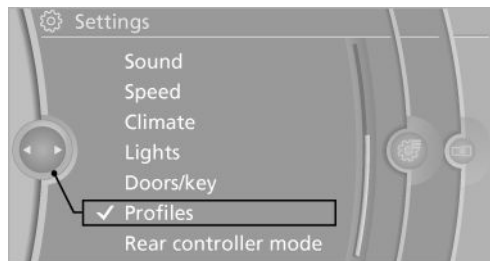 Settings
Sound
Speed
Climate
Lights
Doors/key
✓ Profiles
Rear controller mode